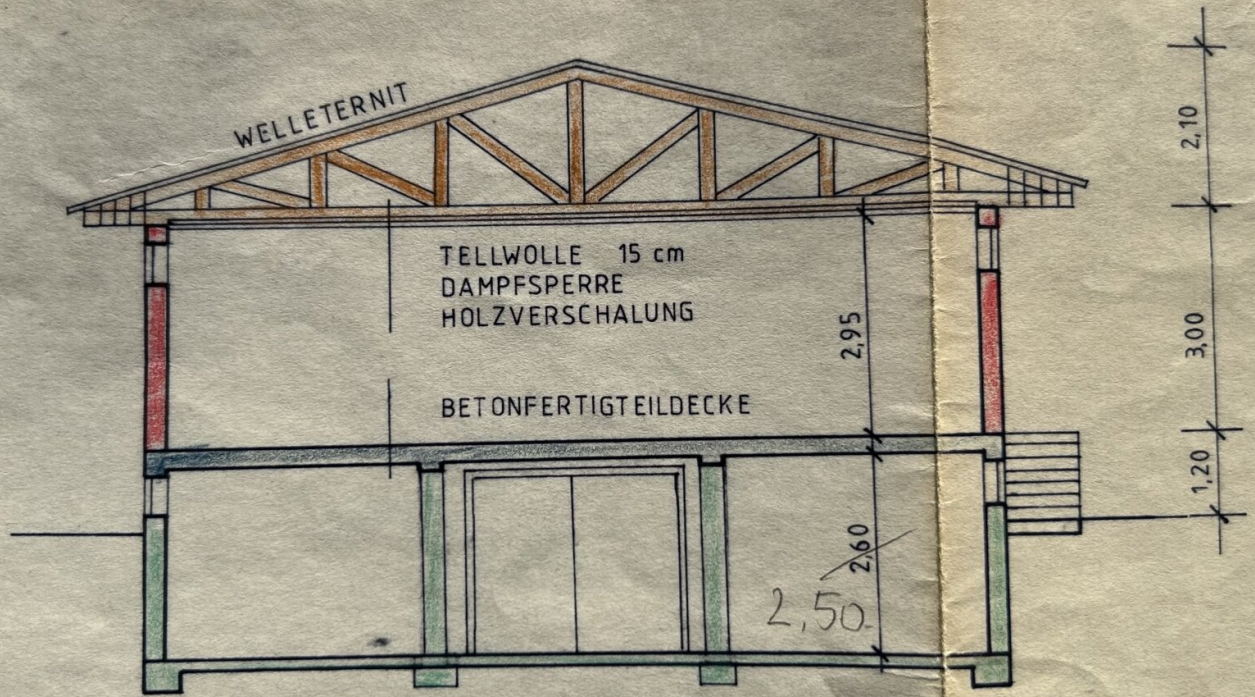 WELLETERNIT
2,10
TELLWOLLE 15 cm
DAMPFSPERRE
HOLZVERSCHALUNG
2,95
3,00
BETONFERTIGTEILDECKE
1,20
2,60
2,50